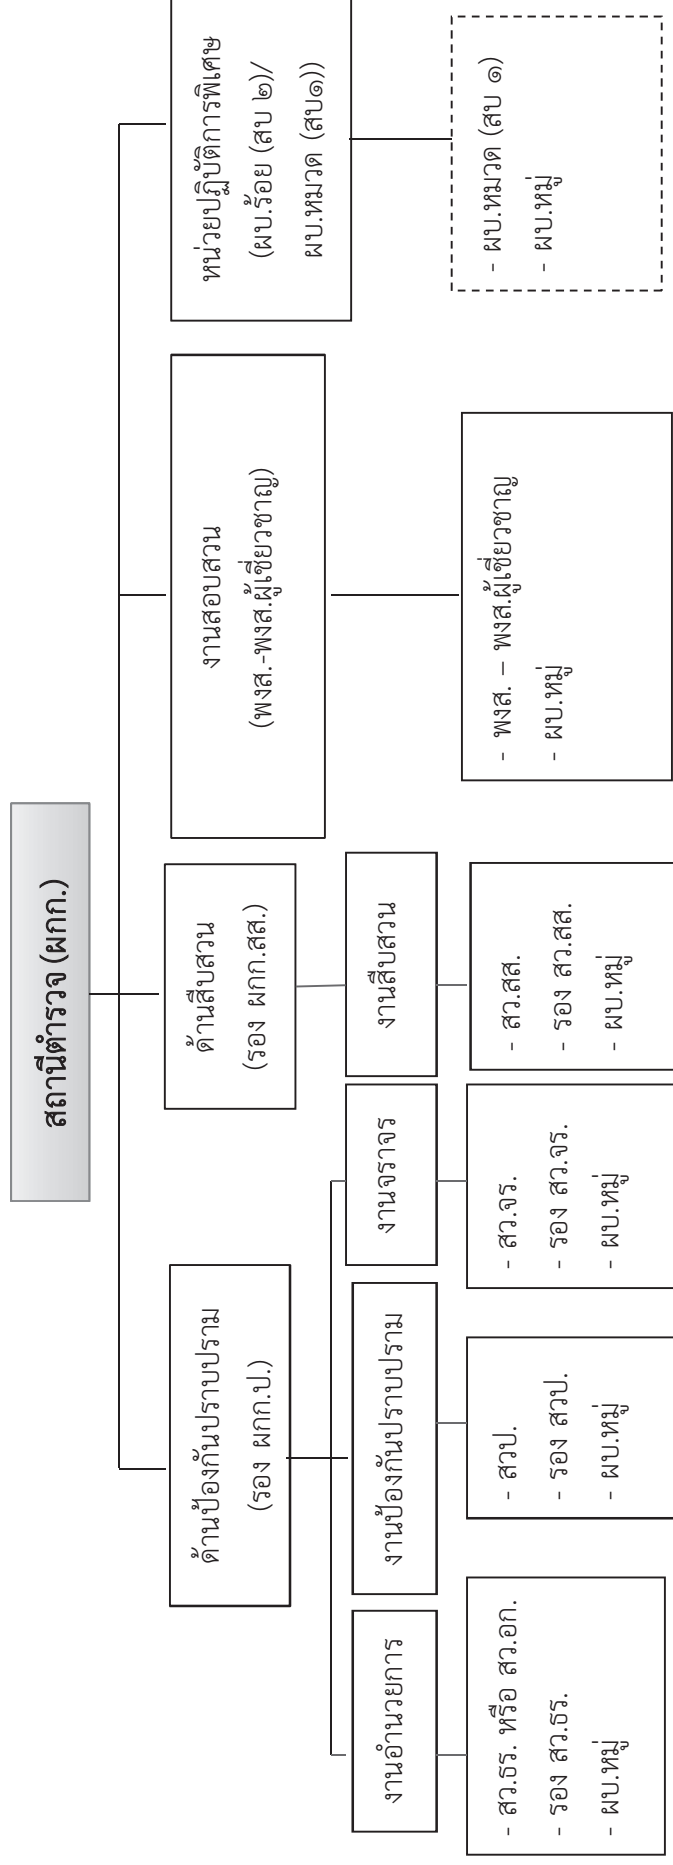 สถานีตำรวจ (ผกก.)
ด้านป้องกันปราบปราม
(รอง ผกก.ป.)
ด้านสืบสวน
(รอง ผกก.สส.)
งานสอบสวน
(พงส.-พงส.ผู้เชี่ยวชาญ)
หน่วยปฏิบัติการพิเศษ
(ผบ.ร้อย (สบ ๒)/
ผบ.หมวด (สบ๑))
งานอำนวยการ
งานป้องกันปราบปราม
งานจราจร
งานสืบสวน
- สว.ธร. หรือ สว.อก.
- รอง สว.ธร.
- ผบ.หมู่
- สวป.
- รอง สวป.
- ผบ.หมู่
- สว.จร.
- รอง สว.จร.
- ผบ.หมู่
- สว.สส.
- รอง สว.สส.
- ผบ.หมู่
- พงส. – พงส.ผู้เชี่ยวชาญ
- ผบ.หมู่
- ผบ.หมวด (สบ ๑)
- ผบ.หมู่